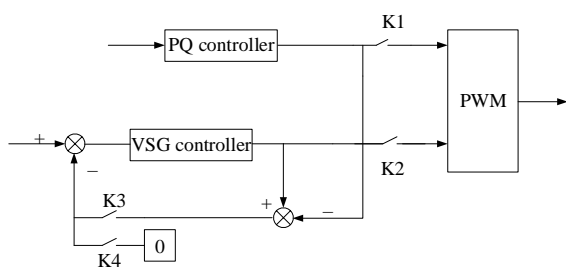 K1
PQ controller
PWM
+
VSG controller
−
K2
K3
+
−
K4
0